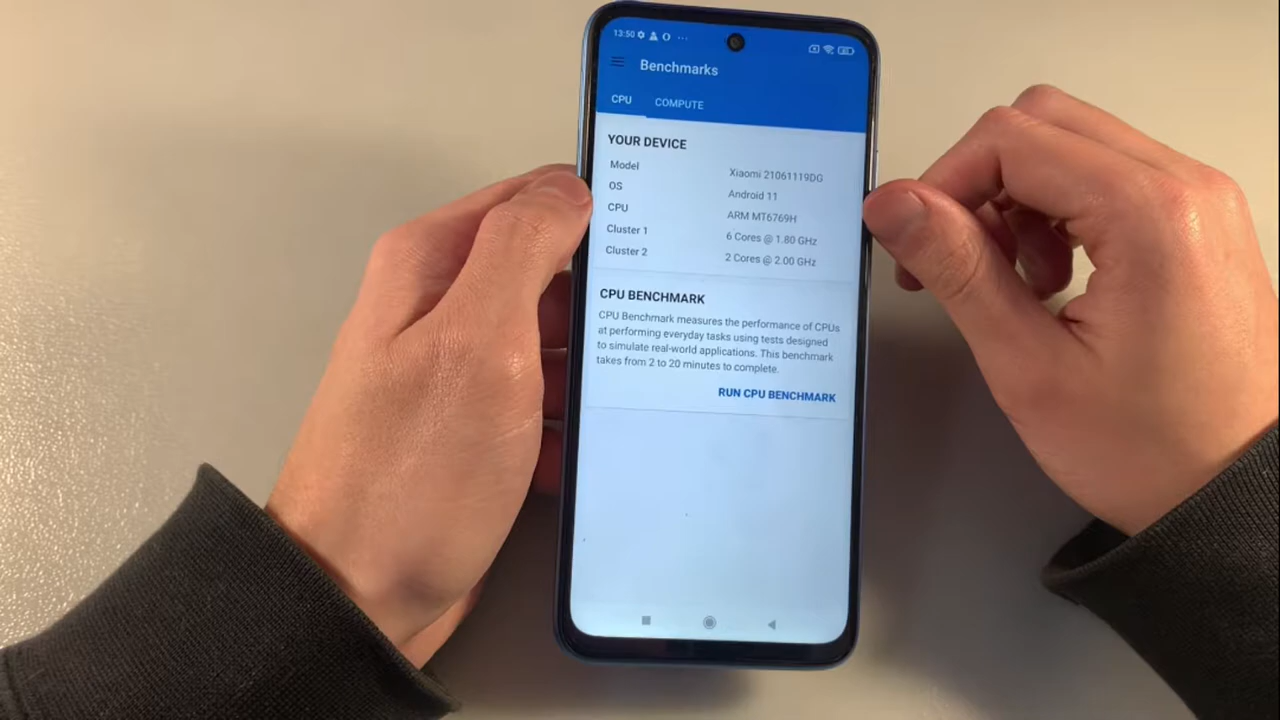 13:50
Benchmarks
CPU COMPUTE
YOUR DEVICE
Model Xiaomi 21061119DG
OS Android 11
CPU ARM MT6769H
Cluster 1 6 Cores @ 1.80 GHz
Cluster 2 2 Cores @ 2.00 GHz
CPU BENCHMARK
CPU Benchmark measures the performance of CPUs
at performing everyday tasks using tests designed
to simulate real-world applications. This benchmark
takes from 2 to 20 minutes to complete.
RUN CPU BENCHMARK